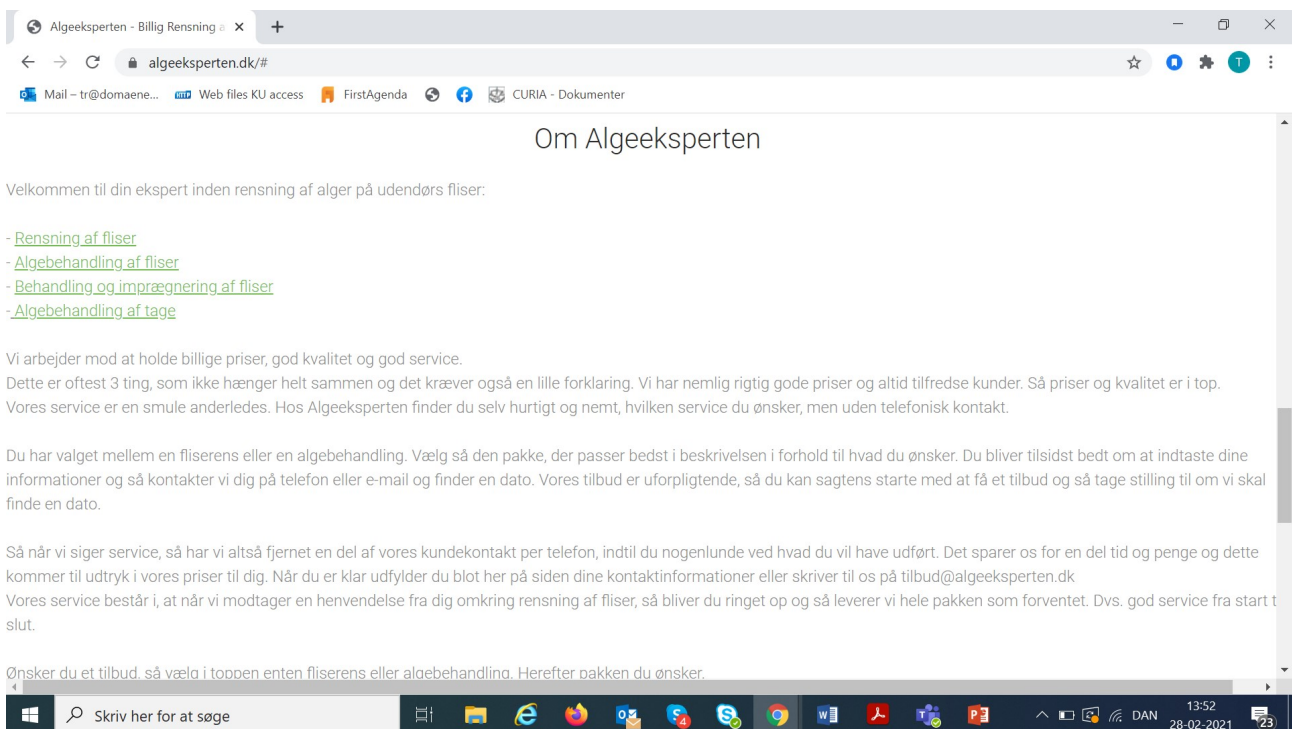 Algeeksperten - Billig Rensning a
algeeksperten.dk/#
T
Mail – tr@domaene...
Web files KU access
FirstAgenda
CURIA - Dokumenter
Om Algeeksperten
Velkommen til din ekspert inden rensning af alger på udendørs fliser:
- Rensning af fliser
- Algebehandling af fliser
- Behandling og imprægnering af fliser
- Algebehandling af tage
Vi arbejder mod at holde billige priser, god kvalitet og god service.
Dette er oftest 3 ting, som ikke hænger helt sammen og det kræver også en lille forklaring. Vi har nemlig rigtig gode priser og altid tilfredse kunder. Så priser og kvalitet er i top.
Vores service er en smule anderledes. Hos Algeeksperten finder du selv hurtigt og nemt, hvilken service du ønsker, men uden telefonisk kontakt.
Du har valget mellem en fliserens eller en algebehandling. Vælg så den pakke, der passer bedst i beskrivelsen i forhold til hvad du ønsker. Du bliver tilsidst bedt om at indtaste dine
informationer og så kontakter vi dig på telefon eller e-mail og finder en dato. Vores tilbud er uforpligtende, så du kan sagtens starte med at få et tilbud og så tage stilling til om vi skal
finde en dato.
Så når vi siger service, så har vi altså fjernet en del af vores kundekontakt per telefon, indtil du nogenlunde ved hvad du vil have udført. Det sparer os for en del tid og penge og dette
kommer til udtryk i vores priser til dig. Når du er klar udfylder du blot her på siden dine kontaktinformationer eller skriver til os på tilbud@algeeksperten.dk
Vores service består i, at når vi modtager en henvendelse fra dig omkring rensning af fliser, så bliver du ringet op og så leverer vi hele pakken som forventet. Dvs. god service fra start t
slut.
Ønsker du et tilbud, så vælg i toppen enten fliserens eller algebehandling. Herefter pakken du ønsker.
Skriv her for at søge
DAN
13:52
28-02-2021
23